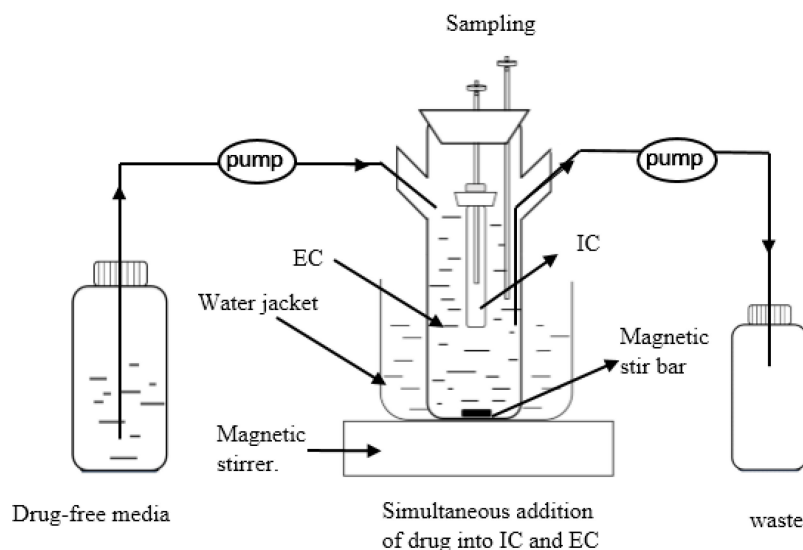 Sampling
pump
pump
EC
IC
Water jacket
Magnetic
stir bar
Magnetic
stirrer.
Drug-free media
Simultaneous addition
of drug into IC and EC
waste